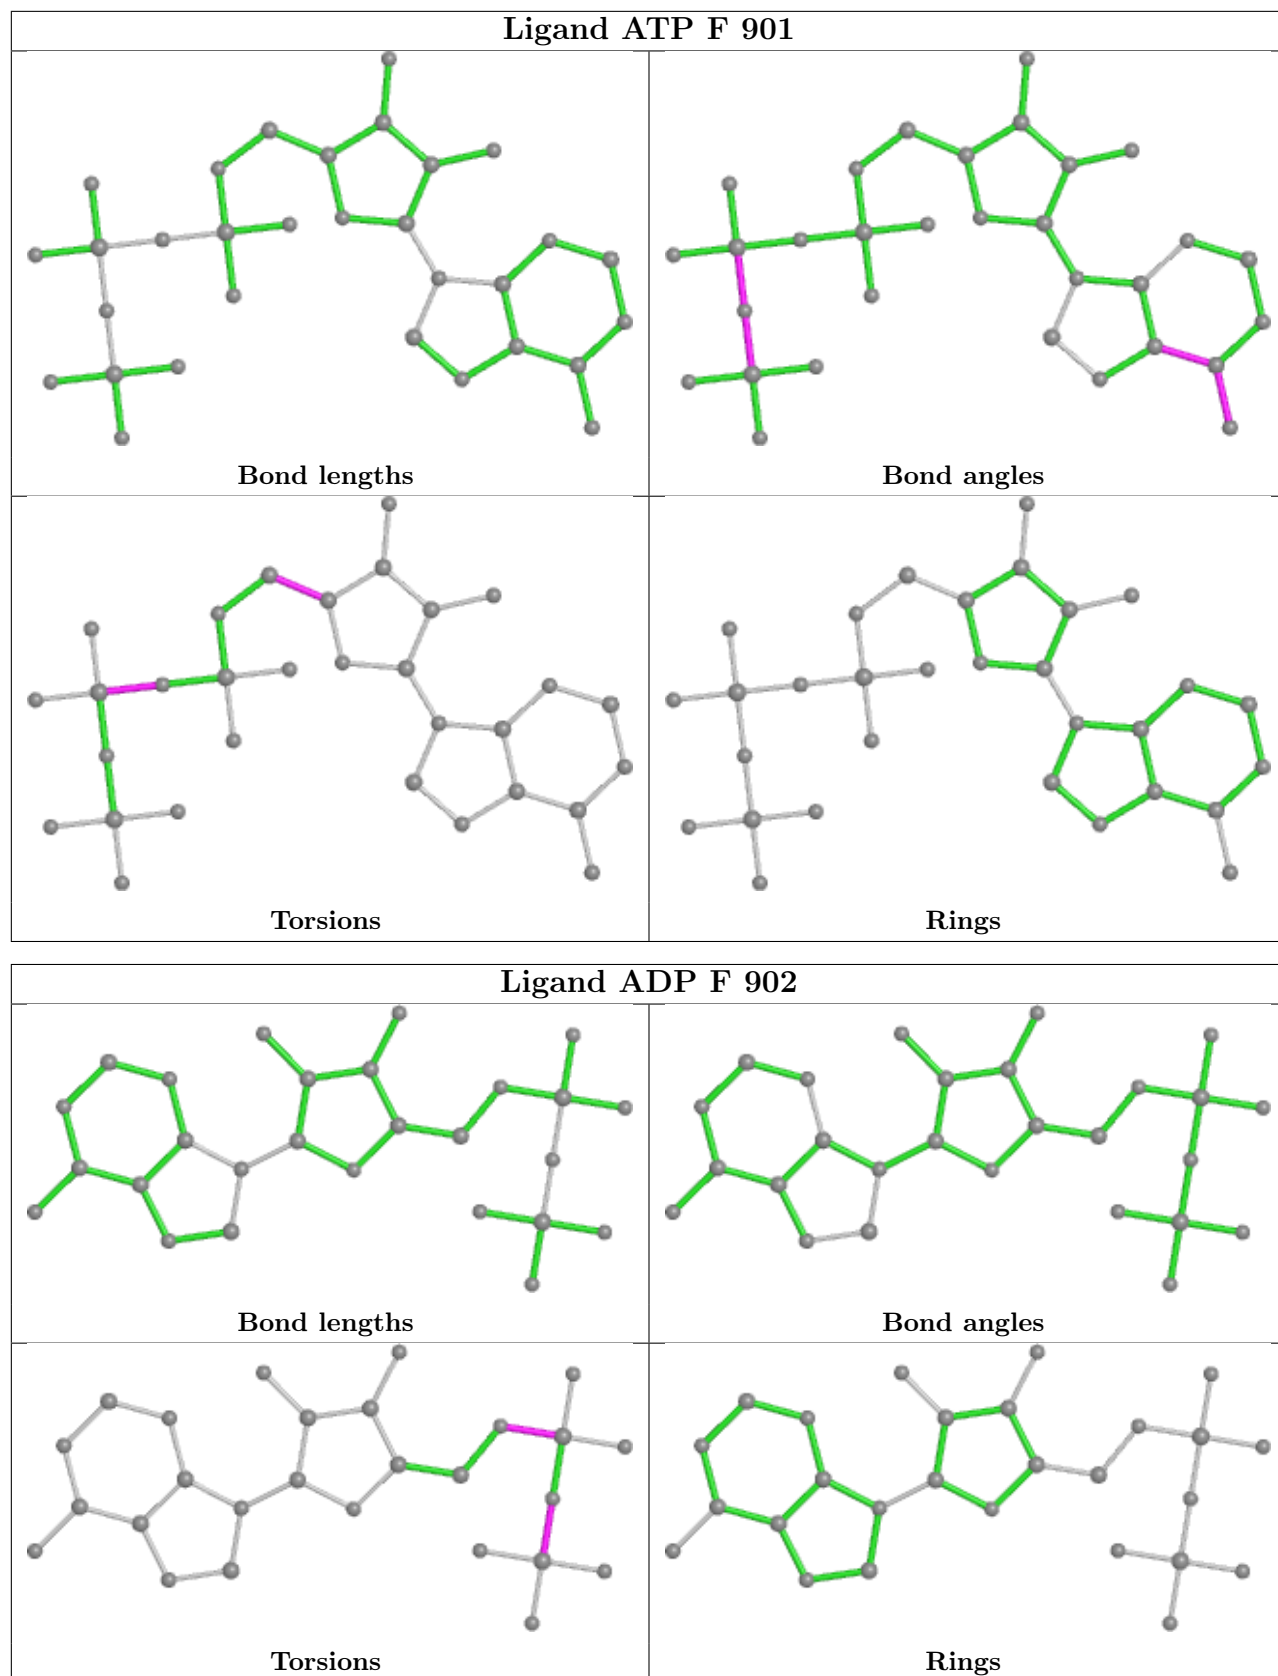 Ligand ATP F 901
Bond lengths
Bond angles
Torsions
Rings
Ligand ADP F 902
Bond lengths
Bond angles
Torsions
Rings